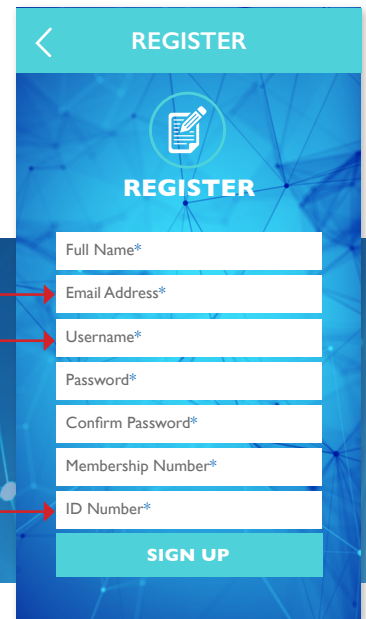 REGISTER
REGISTER
Full Name*
Email Address*
Username*
Password*
Confirm Password*
Membership Number*
ID Number*
SIGN UP